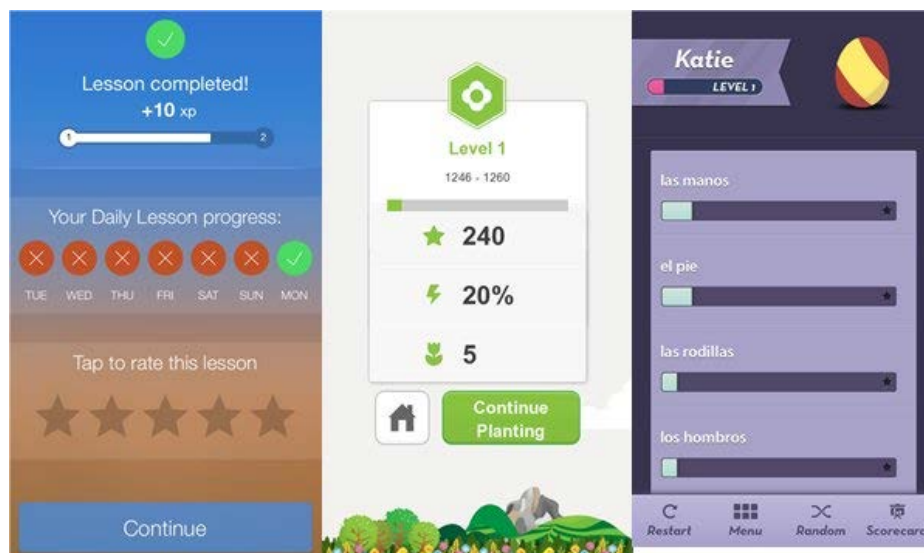 Lesson completed!
+10 xp
1 2
Your Daily Lesson progress:
TUE WED THU FRI SAT SUN MON
Tap to rate this lesson
Continue
Level 1
1246 - 1260
240
20%
5
Continue
Planting
Katie
LEVEL 1
las manos
el pie
las rodillas
los hombros
Restart Menu Random Scorecard